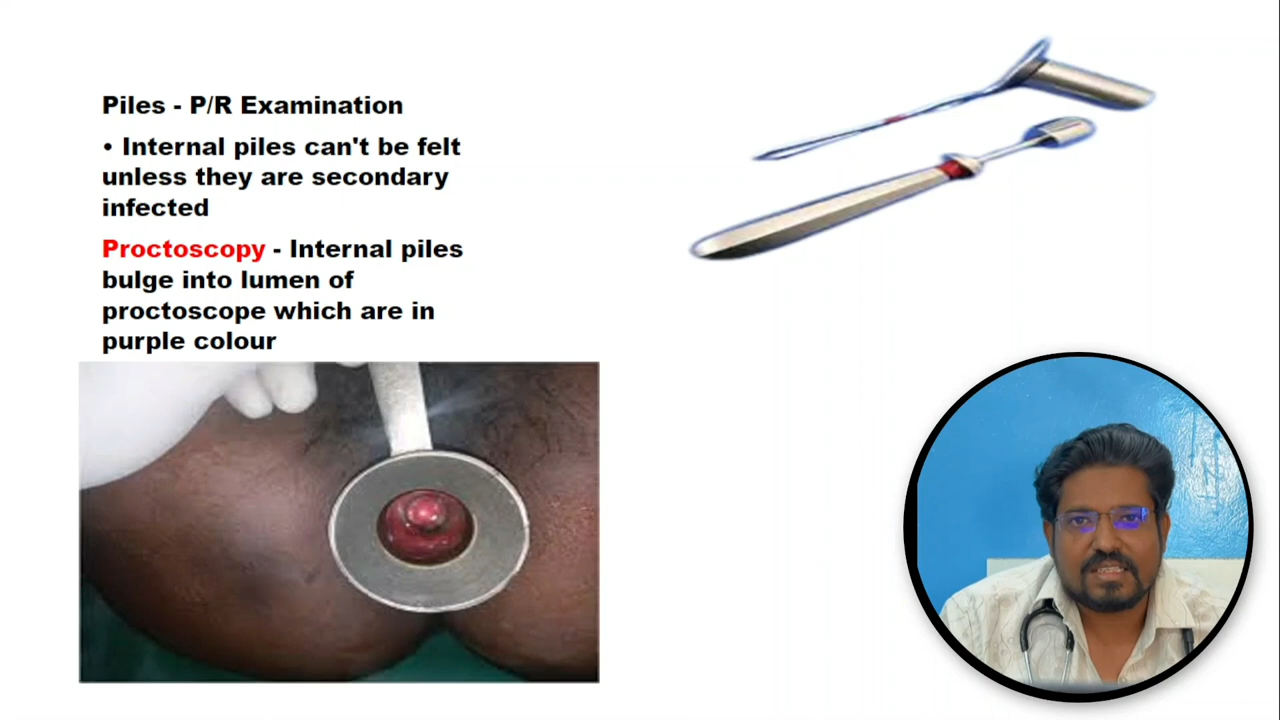 Piles - P/R Examination
• Internal piles can't be felt
unless they are secondary
infected
Proctoscopy - Internal piles
bulge into lumen of
proctoscope which are in
purple colour